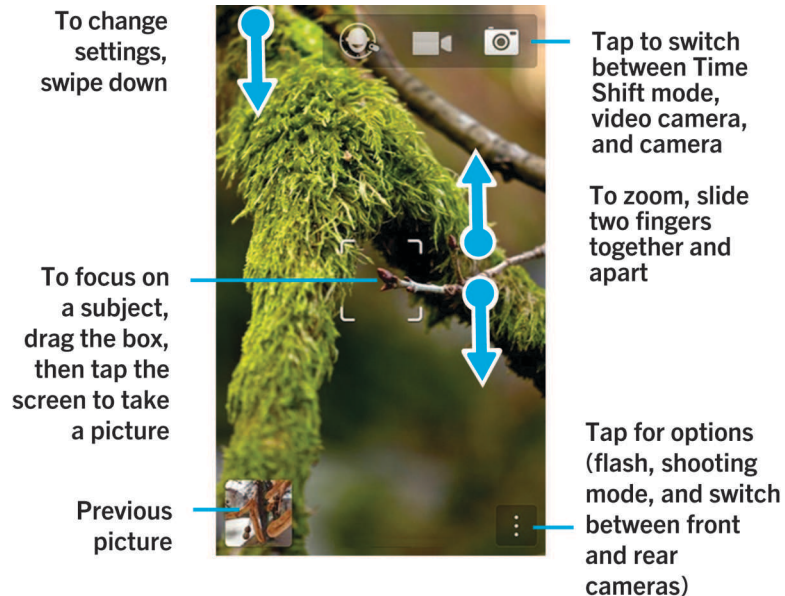 To change
settings,
swipe down
Tap to switch
between Time
Shift mode,
video camera,
and camera
To zoom, slide
two fingers
together and
apart
To focus on
a subject,
drag the box,
then tap the
screen to take
a picture
Previous
picture
Tap for options
(flash, shooting
mode, and switch
between front
and rear
cameras)